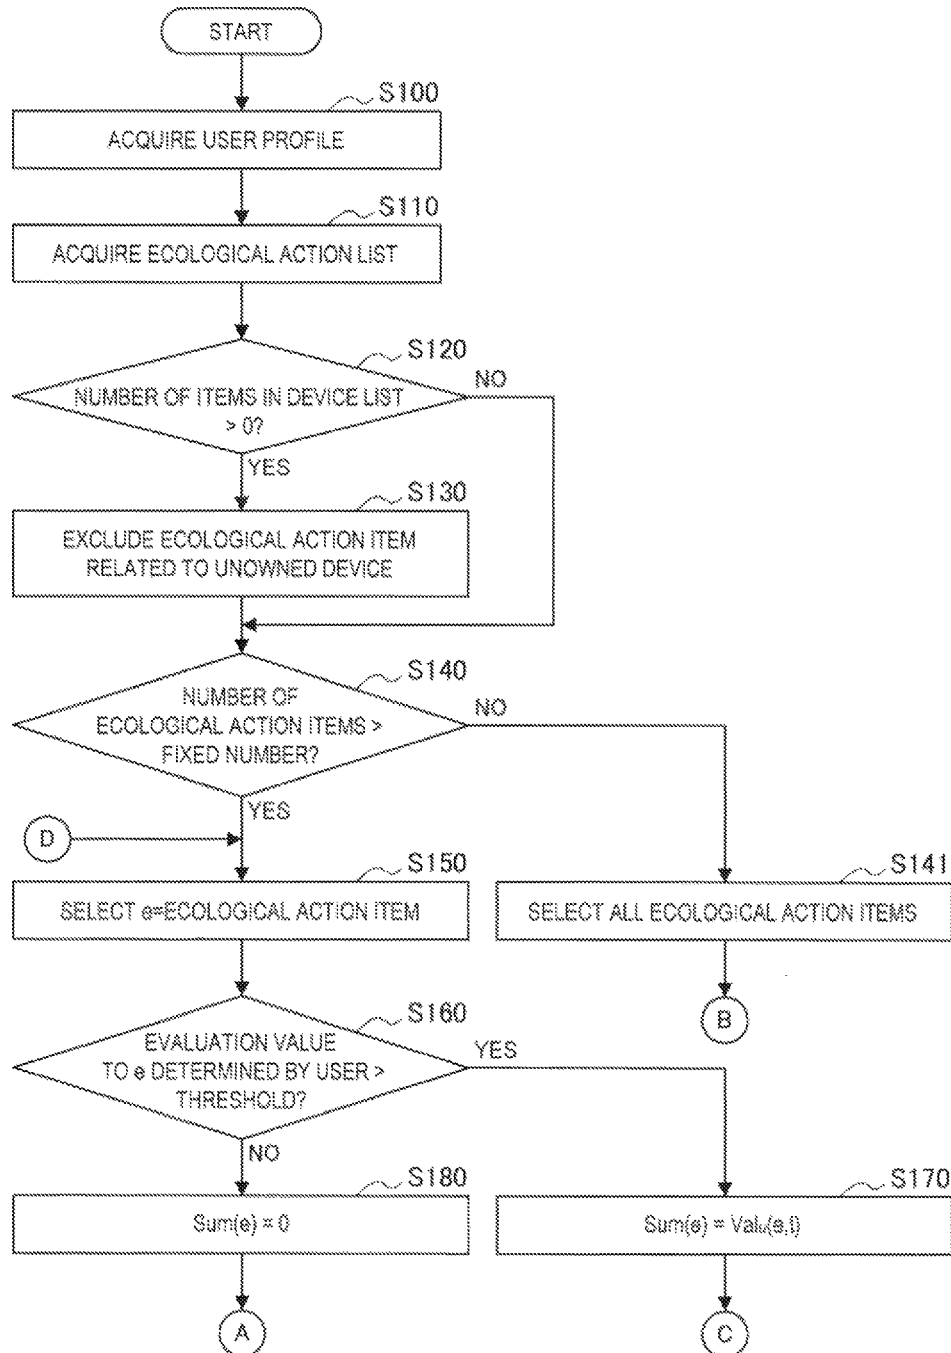 START
S100
ACQUIRE USER PROFILE
S110
ACQUIRE ECOLOGICAL ACTION LIST
S120
NUMBER OF ITEMS IN DEVICE LIST
> 0?
NO
YES
S130
EXCLUDE ECOLOGICAL ACTION ITEM
RELATED TO UNOWNED DEVICE
S140
NUMBER OF
ECOLOGICAL ACTION ITEMS >
FIXED NUMBER?
NO
YES
D
S150
SELECT e=ECOLOGICAL ACTION ITEM
S141
SELECT ALL ECOLOGICAL ACTION ITEMS
B
S160
EVALUATION VALUE
TO e DETERMINED BY USER >
THRESHOLD?
YES
NO
S180
Sum(e) = 0
S170
Sum(e) =
A
C